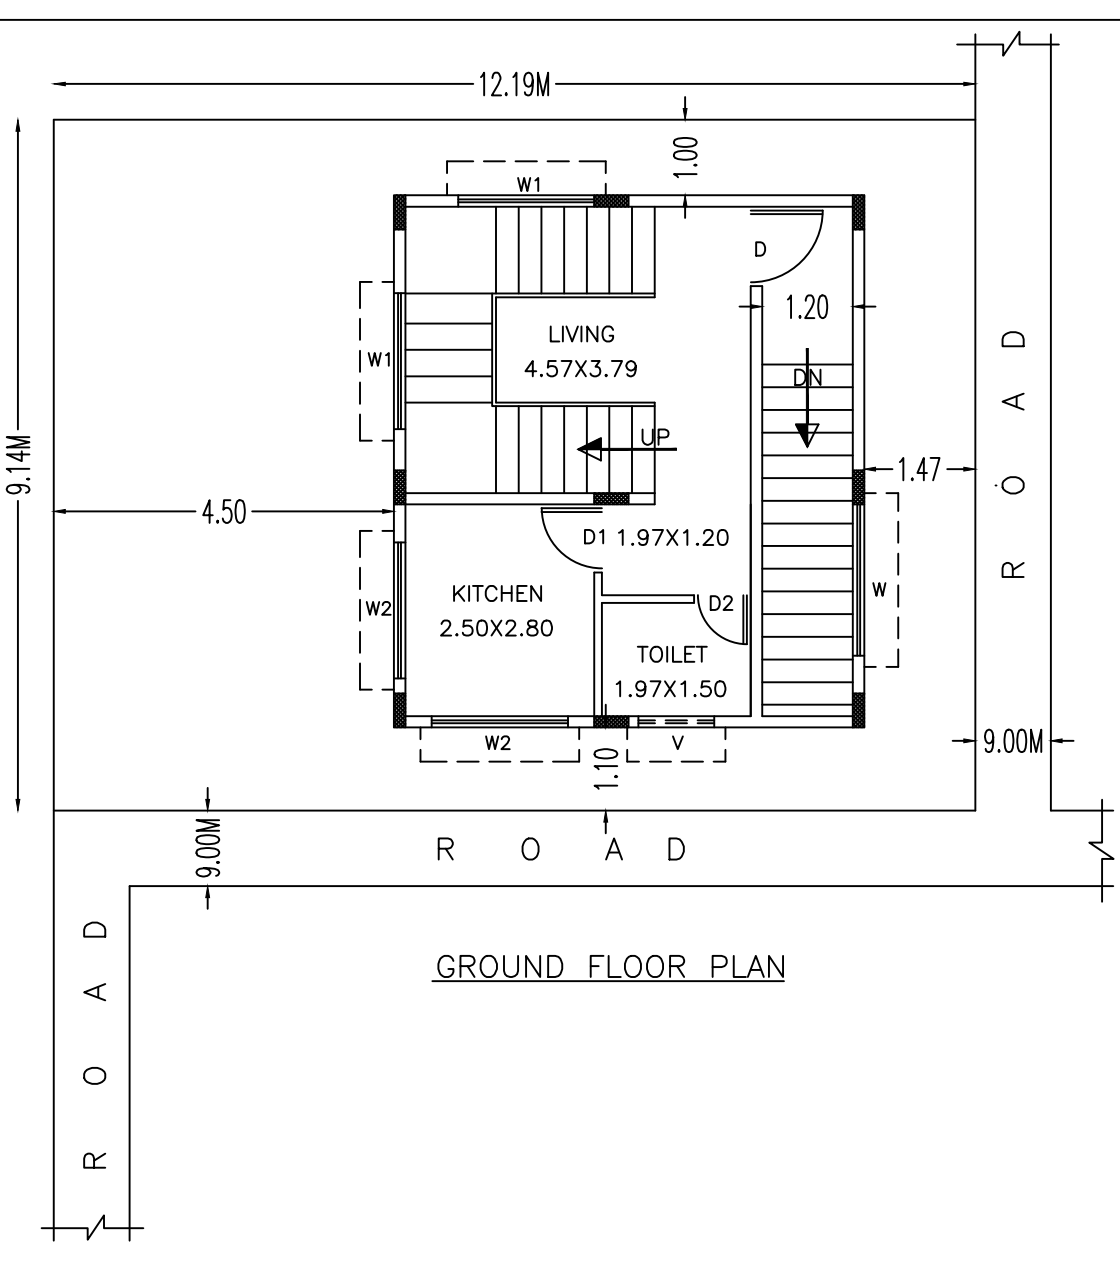 12.19M
1.00
W1
D
1.20
LIVING
4.57X3.79
W1
DN
UP
9.14M
1.47
4.50
R O A D
D1 1.97X1.20
KITCHEN
2.50X2.80
W2
D2
W
TOILET
1.97X1.50
W2
V
1.10
9.00M
9.00M
R O A D
R O A D
GROUND FLOOR PLAN